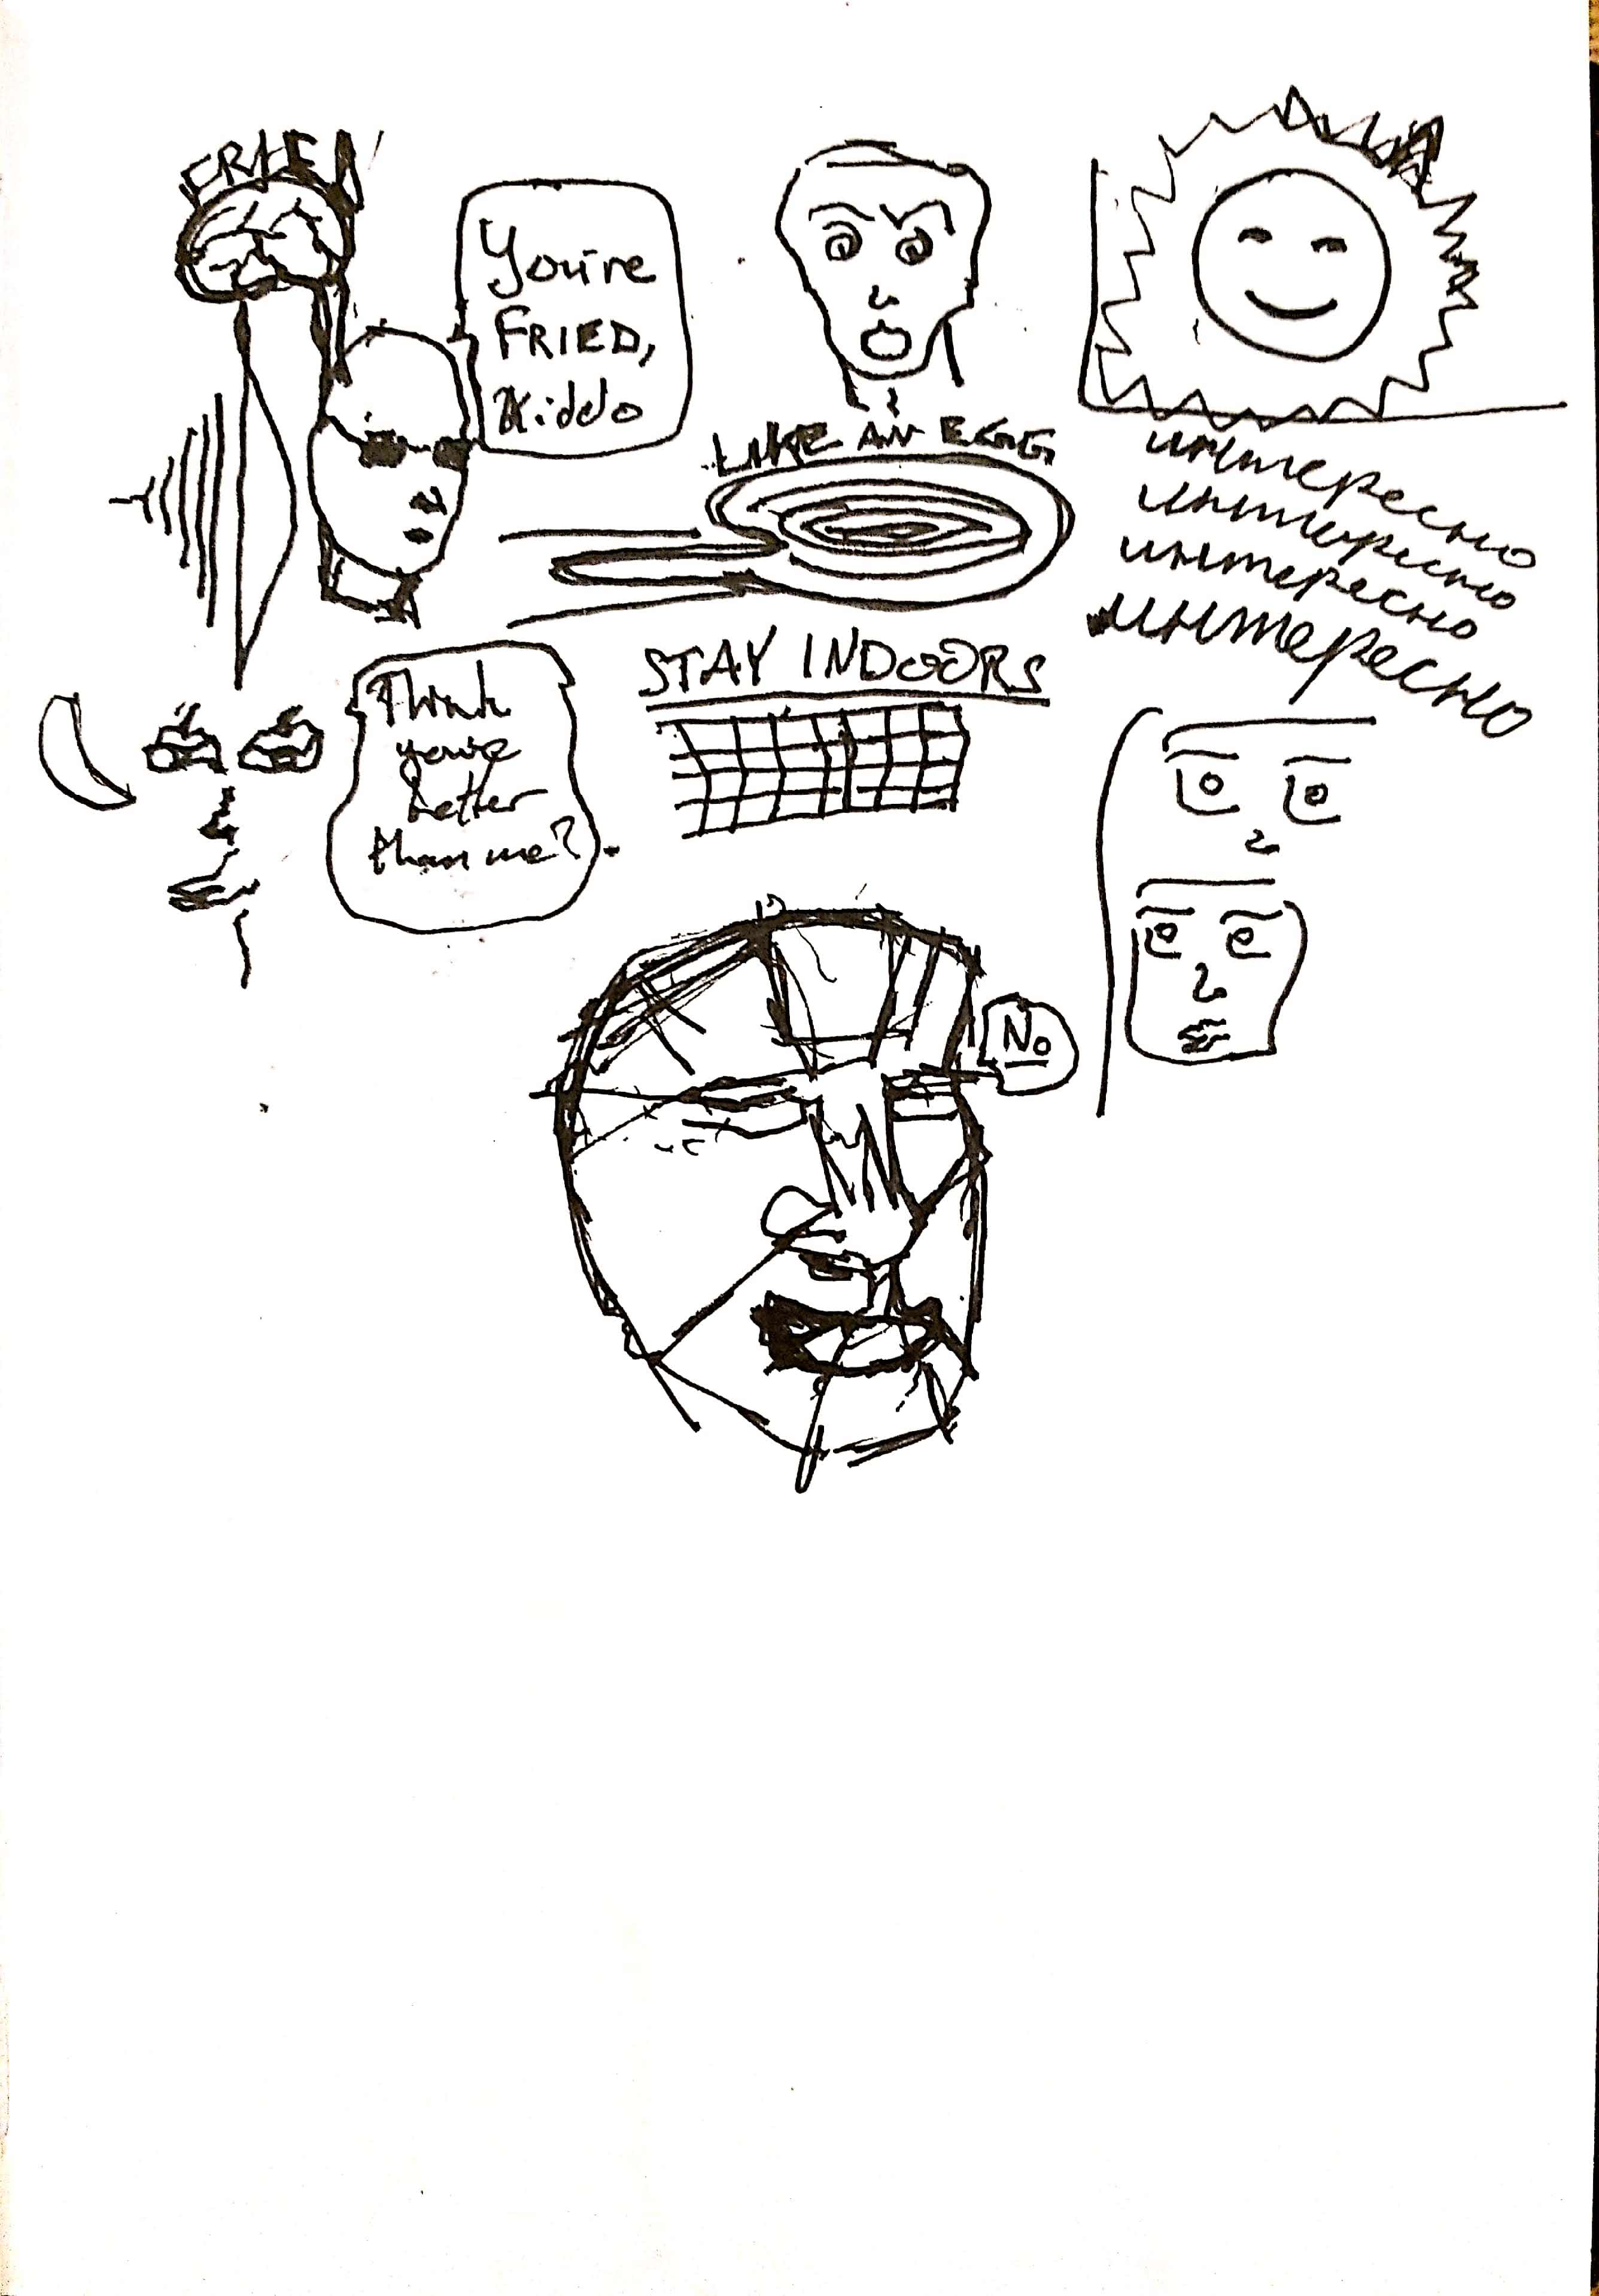 FRIED
You're
FRIED,
Kiddo
LIKE AN EGG
интересно
интересно
интересно
интересно
STAY INDOORS
Think
you're
better
than me?
No